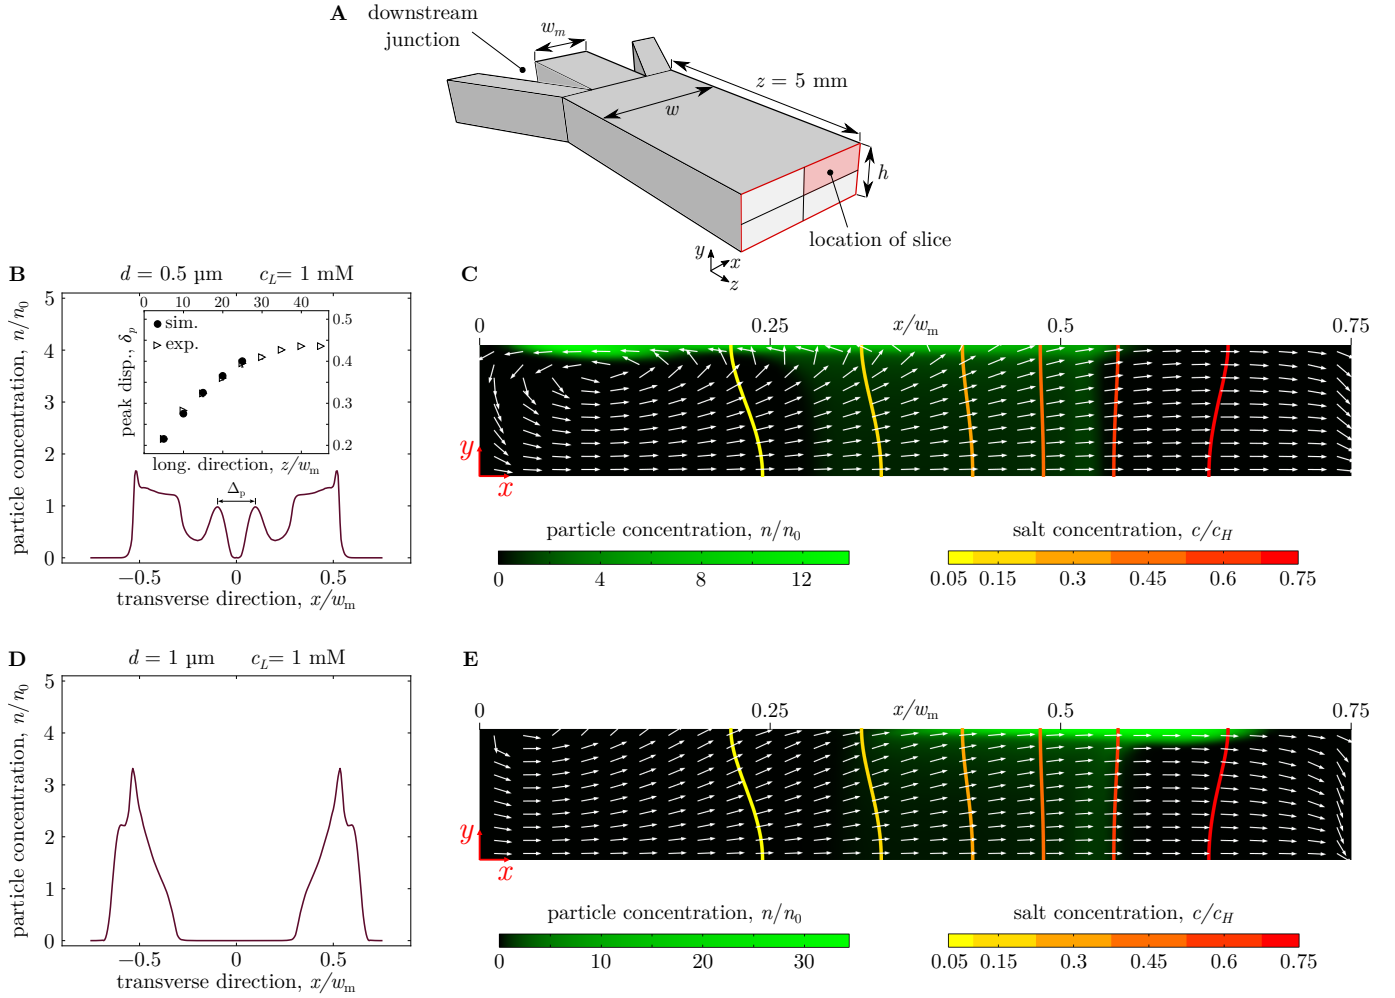 A
downstream
junction
w_m
z = 5 mm
w
h
location of slice
y
x
z
B
d = 0.5 µm c_L= 1 mM
particle concentration, n/n_0
5
4
3
2
1
0
−0.5 0 0.5
transverse direction, x/w_m
0 10 20 30 40
sim.
exp.
peak disp., δ_p
0.5
0.4
0.3
0.2
long. direction, z/w_m
Δ_p
C
0 0.25 x/w_m 0.5 0.75
y
x
particle concentration, n/n_0
0 4 8 12
salt concentration, c/c_H
0.05 0.15 0.3 0.45 0.6 0.75
D
d = 1 µm c_L= 1 mM
particle concentration, n/n_0
5
4
3
2
1
0
−0.5 0 0.5
transverse direction, x/w_m
E
0 0.25 x/w_m 0.5 0.75
y
x
particle concentration, n/n_0
0 10 20 30
salt concentration, c/c_H
0.05 0.15 0.3 0.45 0.6 0.75